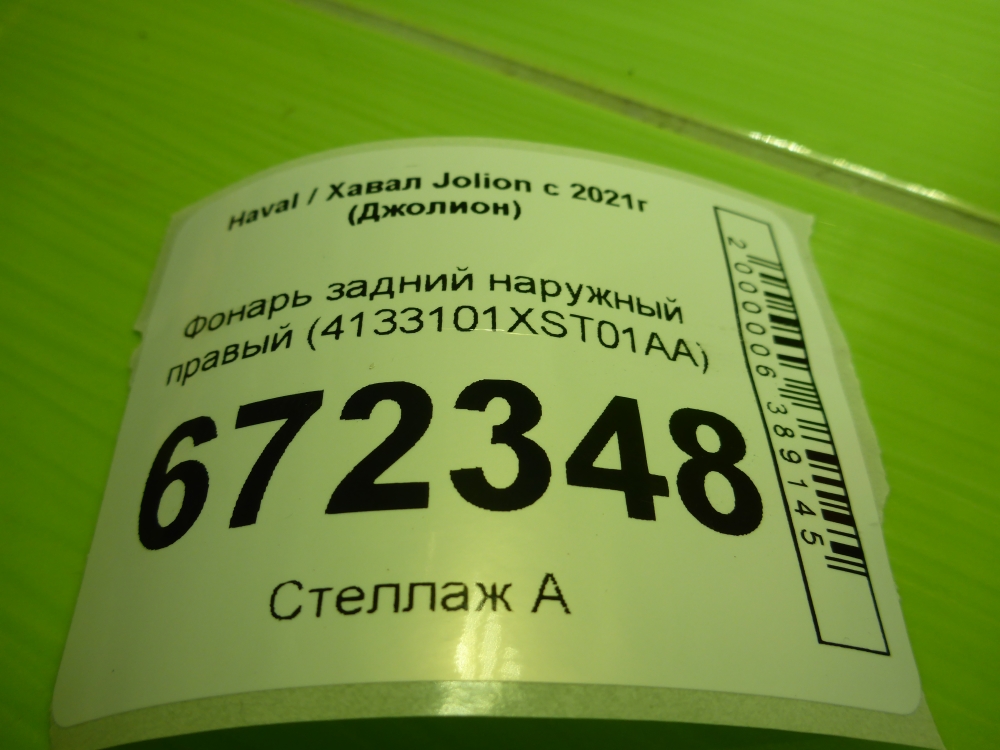 Haval / Хавал Jolion с 2021г
(Джолион)
Фонарь задний наружный
правый (4133101XST01AA)
672348
Стеллаж А
2000006389145